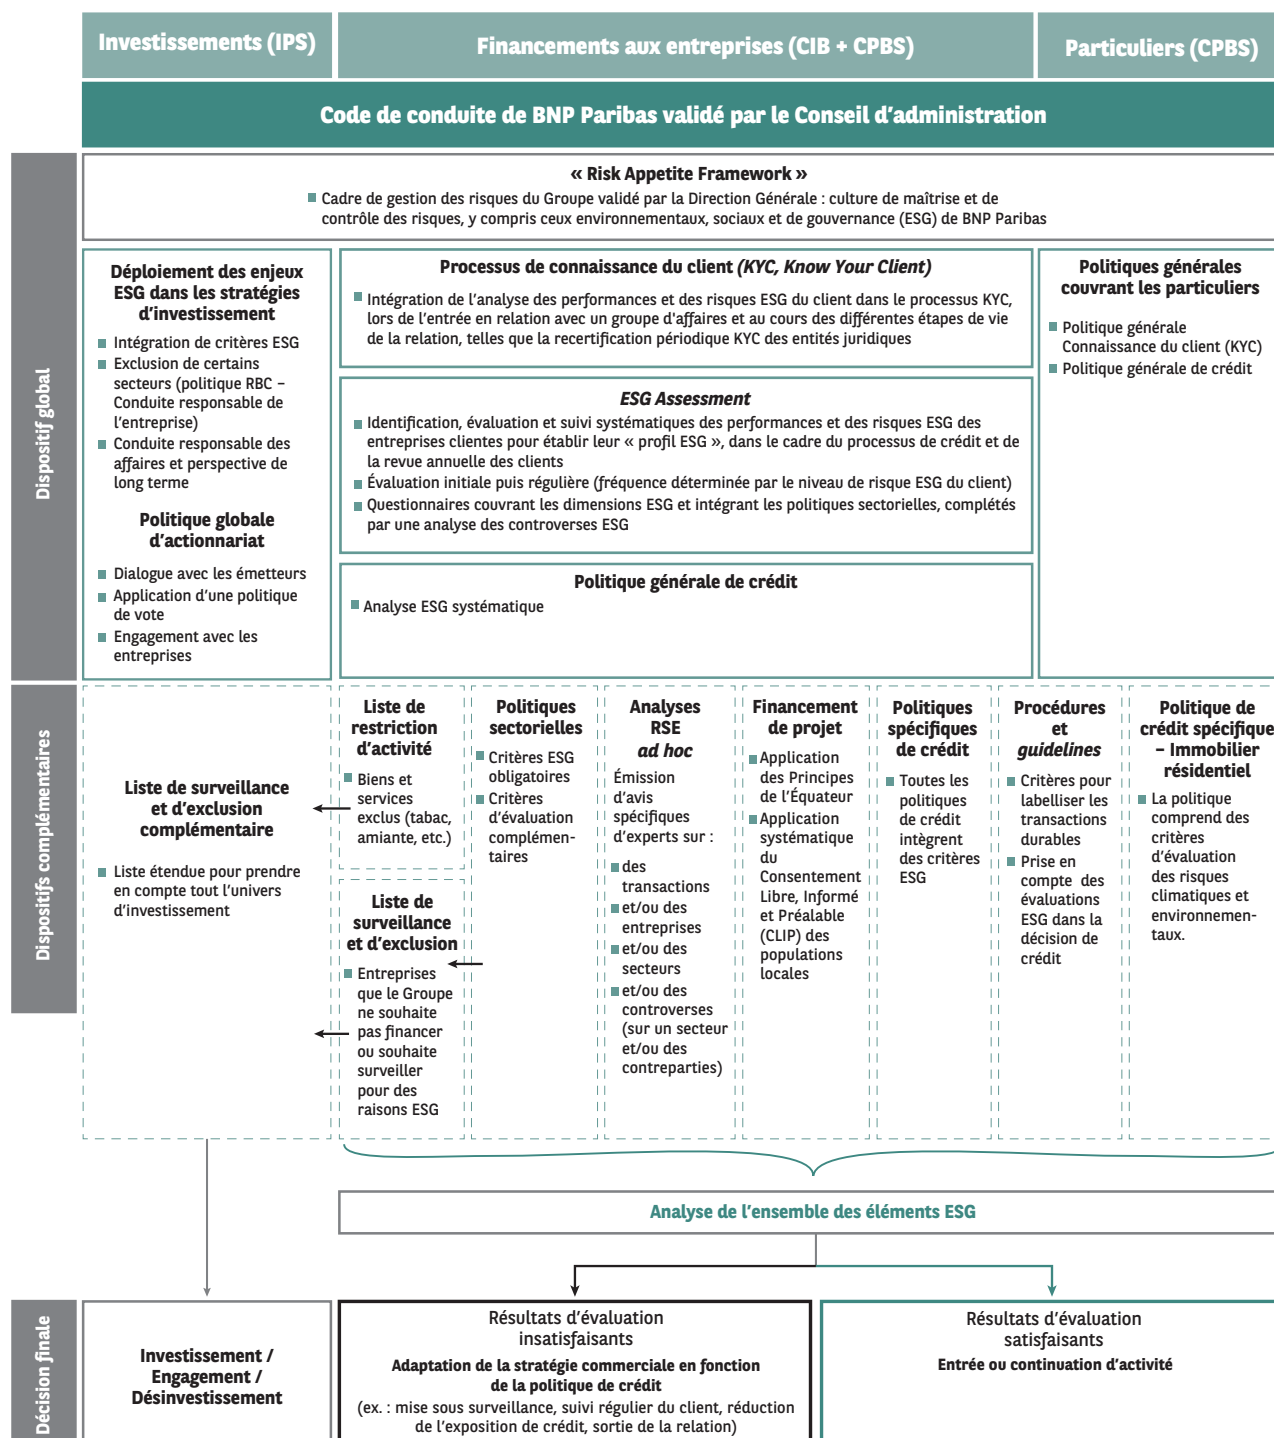 Investissements (IPS)
Financements aux entreprises (CIB + CPBS)
Particuliers (CPBS)
Code de conduite de BNP Paribas validé par le Conseil d'administration
Dispositif global
« Risk Appetite Framework »
Cadre de gestion des risques du Groupe validé par la Direction Générale : culture de maîtrise et de
contrôle des risques, y compris ceux environnementaux, sociaux et de gouvernance (ESG) de BNP Paribas
Déploiement des enjeux
ESG dans les stratégies
d'investissement
Intégration de critères ESG
Exclusion de certains
secteurs (politique RBC –
Conduite responsable de
l'entreprise)
Conduite responsable des
affaires et perspective de
long terme
Politique globale
d'actionnariat
Dialogue avec les émetteurs
Application d'une politique
de vote
Engagement avec les
entreprises
Processus de connaissance du client (KYC, Know Your Client)
Intégration de l'analyse des performances et des risques ESG du client dans le processus KYC,
lors de l'entrée en relation avec un groupe d'affaires et au cours des différentes étapes de vie
de la relation, telles que la recertification périodique KYC des entités juridiques
ESG Assessment
Identification, évaluation et suivi systématiques des performances et des risques ESG des
entreprises clientes pour établir leur « profil ESG », dans le cadre du processus de crédit et de
la revue annuelle des clients
Évaluation initiale puis régulière (fréquence déterminée par le niveau de risque ESG du client)
Questionnaires couvrant les dimensions ESG et intégrant les politiques sectorielles, complétés
par une analyse des controverses ESG
Politique générale de crédit
Analyse ESG systématique
Politiques générales
couvrant les particuliers
Politique générale
Connaissance du client (KYC)
Politique générale de crédit
Dispositifs complémentaires
Liste de surveillance
et d'exclusion
complémentaire
Liste étendue pour prendre
en compte tout l'univers
d'investissement
Liste de
restriction
d'activité
Biens et
services
exclus (tabac,
amiante, etc.)
Liste de
surveillance
et d'exclusion
Entreprises
que le Groupe
ne souhaite
pas financer
ou souhaite
surveiller
pour des
raisons ESG
Politiques
sectorielles
Critères ESG
obligatoires
Critères
d'évaluation
complémen-
taires
Analyses
RSE
ad hoc
Émission
d'avis
spécifiques
d'experts sur :
des
transactions
et/ou des
entreprises
et/ou des
secteurs
et/ou des
controverses
(sur un secteur
et/ou des
contreparties)
Financement
de projet
Application
des Principes
de l'Équateur
Application
systématique
du
Consentement
Libre, Informé
et Préalable
(CLIP) des
populations
locales
Politiques
spécifiques
de crédit
Toutes les
politiques
de crédit
intègrent
des critères
ESG
Procédures
et
guidelines
Critères pour
labelliser les
transactions
durables
Prise en
compte des
évaluations
ESG dans la
décision de
crédit
Politique de
crédit spécifique
– Immobilier
résidentiel
La politique
comprend des
critères
d'évaluation
des risques
climatiques et
environnemen-
taux.
Analyse de l'ensemble des éléments ESG
Décision finale
Investissement /
Engagement /
Désinvestissement
Résultats d'évaluation
insatisfaisants
Adaptation de la stratégie commerciale en fonction
de la politique de crédit
(ex. : mise sous surveillance, suivi régulier du client, réduction
de l'exposition de crédit, sortie de la relation)
Résultats d'évaluation
satisfaisants
Entrée ou continuation d'activité